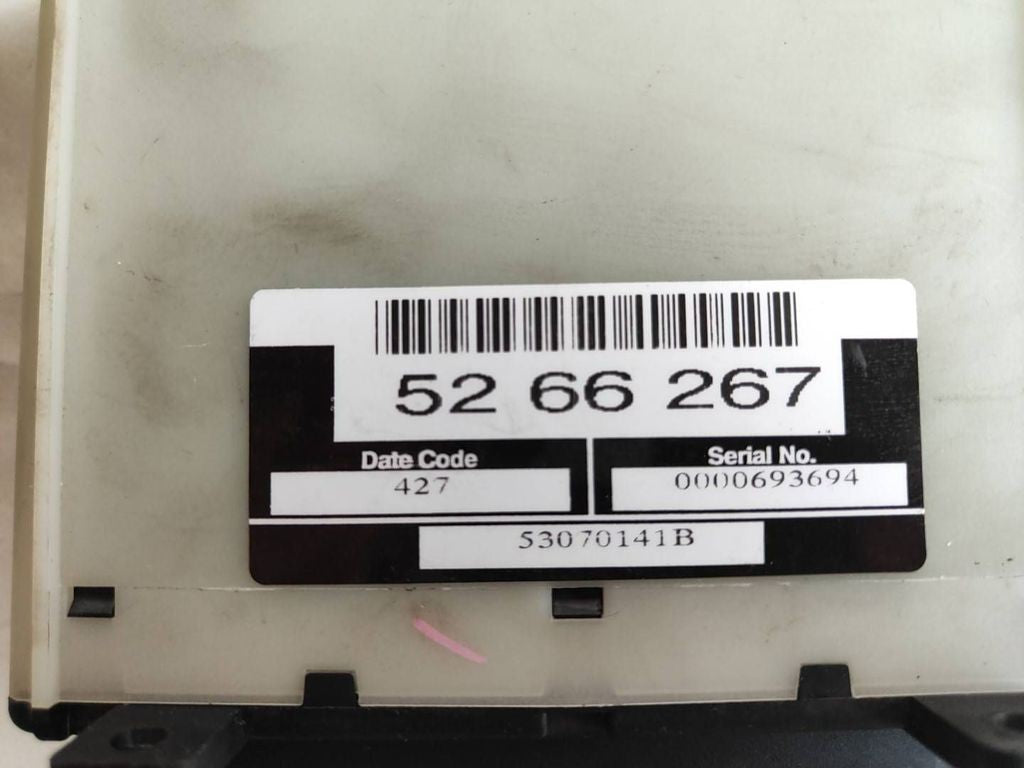 52 66 267
Date Code
Serial No.
427
0000693694
53070141B